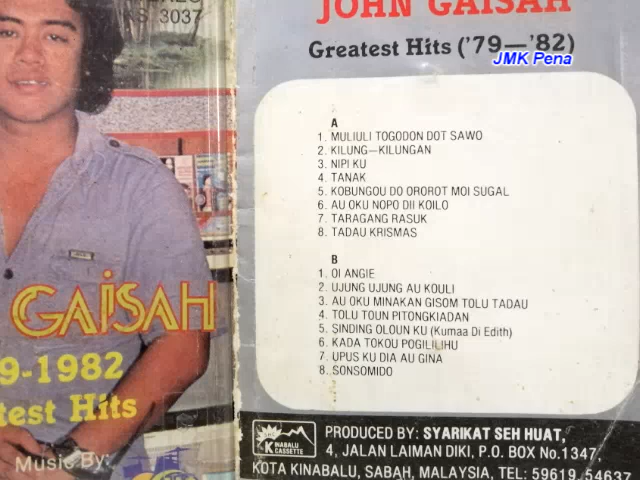 STEREO
KS 3037
GAISAH
9-1982
test Hits
Music By:
JOHN GAISAH
Greatest Hits ('79—'82)
JMK Pena
A
1. MULIULI TOGODON DOT SAWO
2. KILUNG—KILUNGAN
3. NIPI KU
4. TANAK
5. KOBUNGOU DO ORoROT MOI SUGAL
6. AU OKU NOPO DII KOILO
7. TARAGANG RASUK
8. TADAU KRISMAS
B
1. OI ANGIE
2. UJUNG UJUNG AU KOULI
3. AU OKU MINAKAN GISOM TOLU TADAU
4. TOLU TOUN PITONGKIADAN
5. SINDING OLOUN KU (Kumaa Di Edith)
6. KADA TOKOU POGILILIHU
7. UPUS KU DIA AU GINA
8. SONSOMIDO
KINABALU
CASSETTE
PRODUCED BY: SYARIKAT SEH HUAT,
4, JALAN LAIMAN DIKI, P.O. BOX No.1347,
KOTA KINABALU, SABAH, MALAYSIA, TEL: 59619, 54637